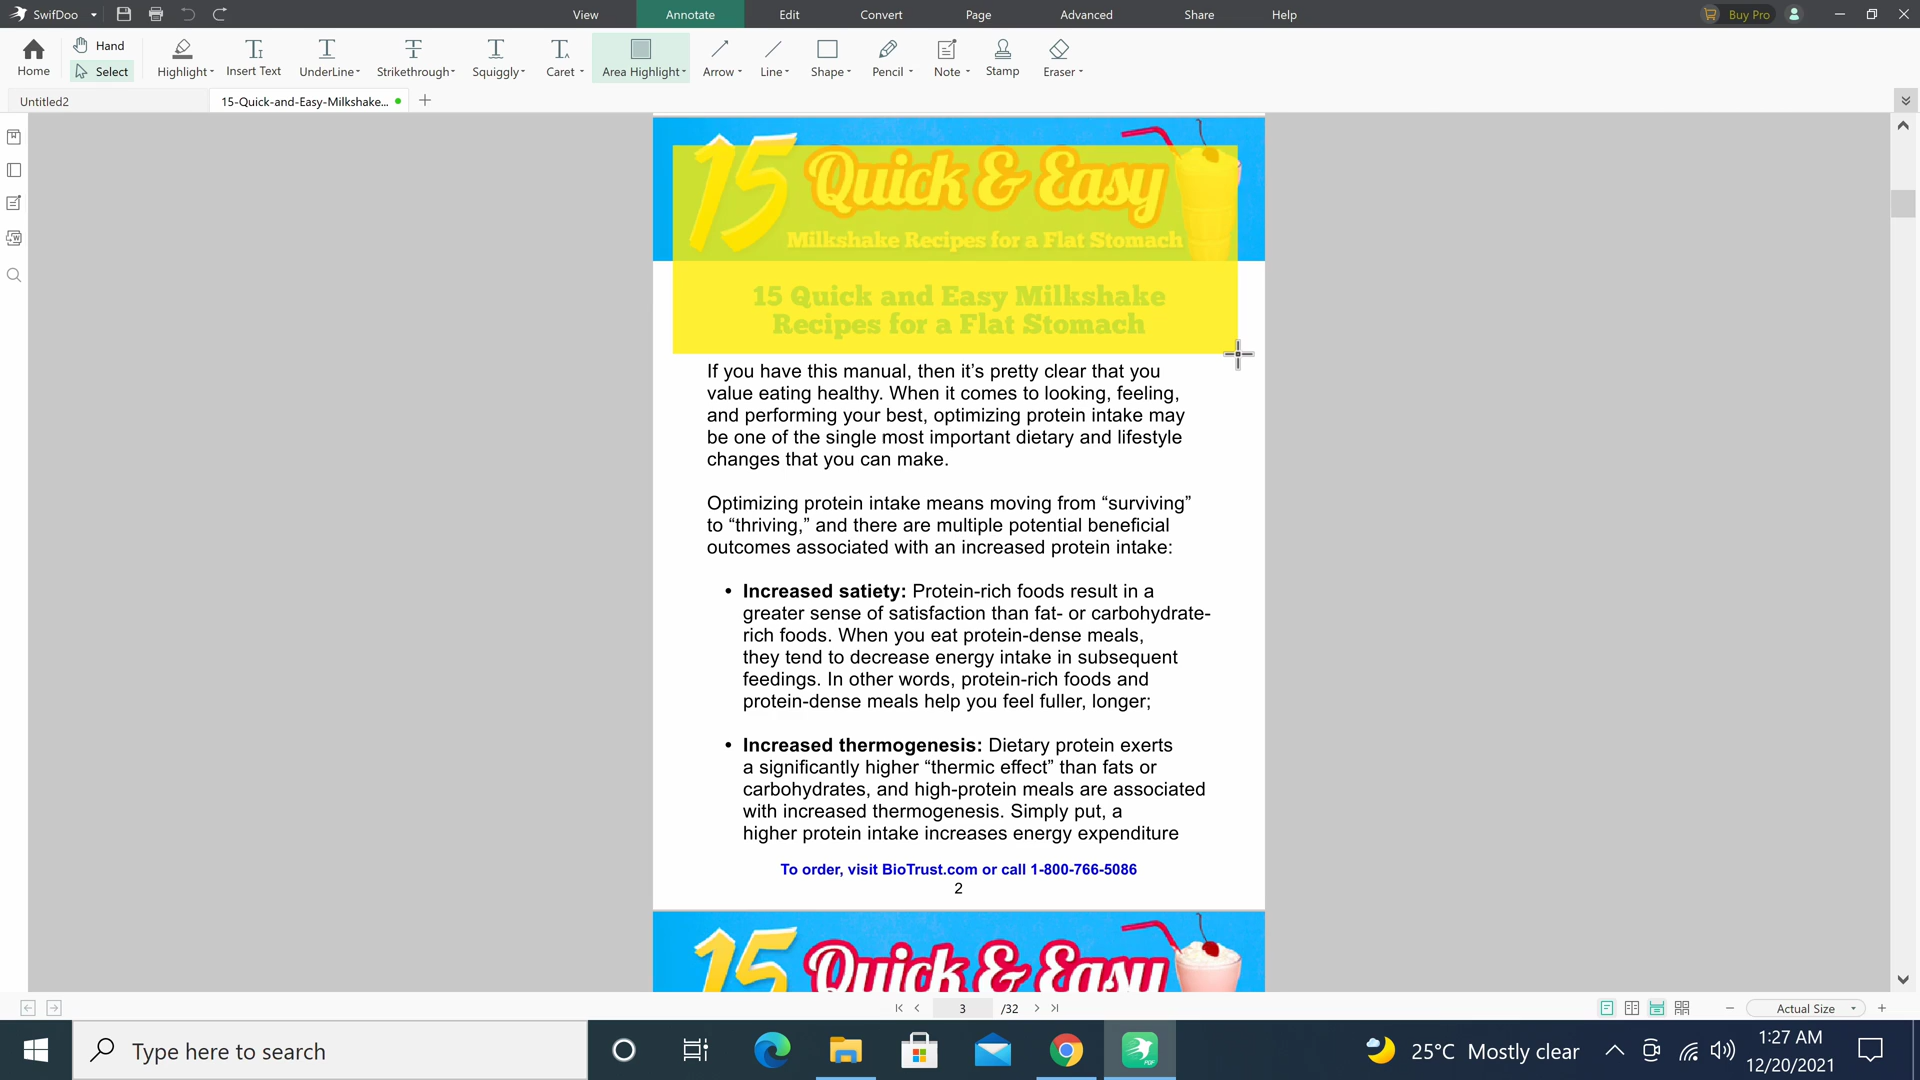 SwifDoo
View
Annotate
Edit
Convert
Page
Advanced
Share
Help
Buy Pro
Home
Hand
Select
Highlight
Insert Text
UnderLine
Strikethrough
Squiggly
Caret
Area Highlight
Arrow
Line
Shape
Pencil
Note
Stamp
Eraser
Untitled2
15-Quick-and-Easy-Milkshake...
15 Quick & Easy
Milkshake Recipes for a Flat Stomach
15 Quick and Easy Milkshake
Recipes for a Flat Stomach
If you have this manual, then it’s pretty clear that you
value eating healthy. When it comes to looking, feeling,
and performing your best, optimizing protein intake may
be one of the single most important dietary and lifestyle
changes that you can make.
Optimizing protein intake means moving from “surviving”
to “thriving,” and there are multiple potential beneficial
outcomes associated with an increased protein intake:
• Increased satiety: Protein-rich foods result in a
greater sense of satisfaction than fat- or carbohydrate-
rich foods. When you eat protein-dense meals,
they tend to decrease energy intake in subsequent
feedings. In other words, protein-rich foods and
protein-dense meals help you feel fuller, longer;
• Increased thermogenesis: Dietary protein exerts
a significantly higher “thermic effect” than fats or
carbohydrates, and high-protein meals are associated
with increased thermogenesis. Simply put, a
higher protein intake increases energy expenditure
To order, visit BioTrust.com or call 1-800-766-5086
2
15 Quick & Easy
3 /32
Actual Size
Type here to search
25°C Mostly clear
1:27 AM
12/20/2021